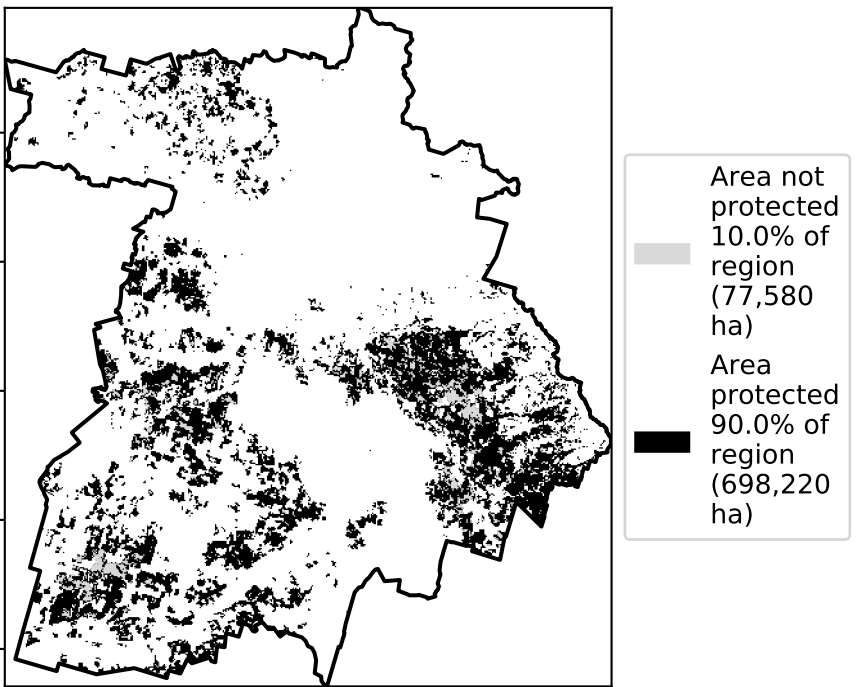 Area not
protected
10.0% of
region
(77,580
ha)
Area
protected
90.0% of
region
(698,220
ha)